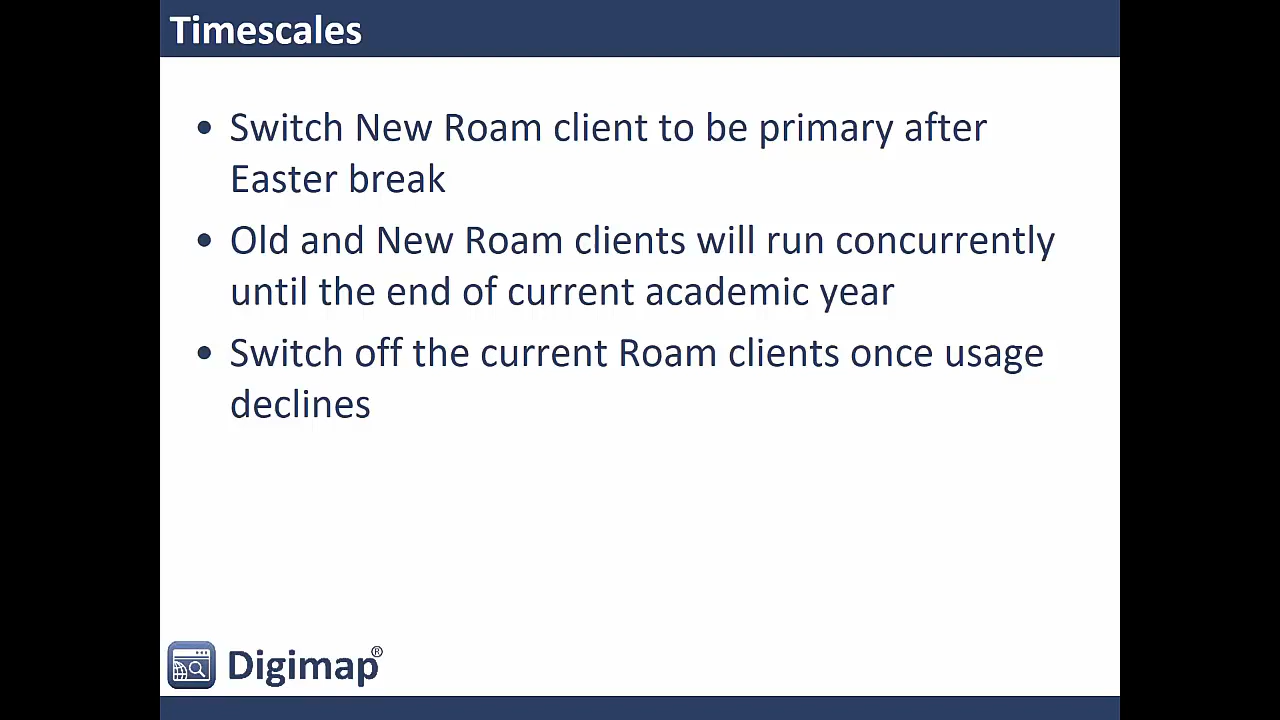 Timescales
• Switch New Roam client to be primary after
Easter break
• Old and New Roam clients will run concurrently
until the end of current academic year
• Switch off the current Roam clients once usage
declines
Digimap®